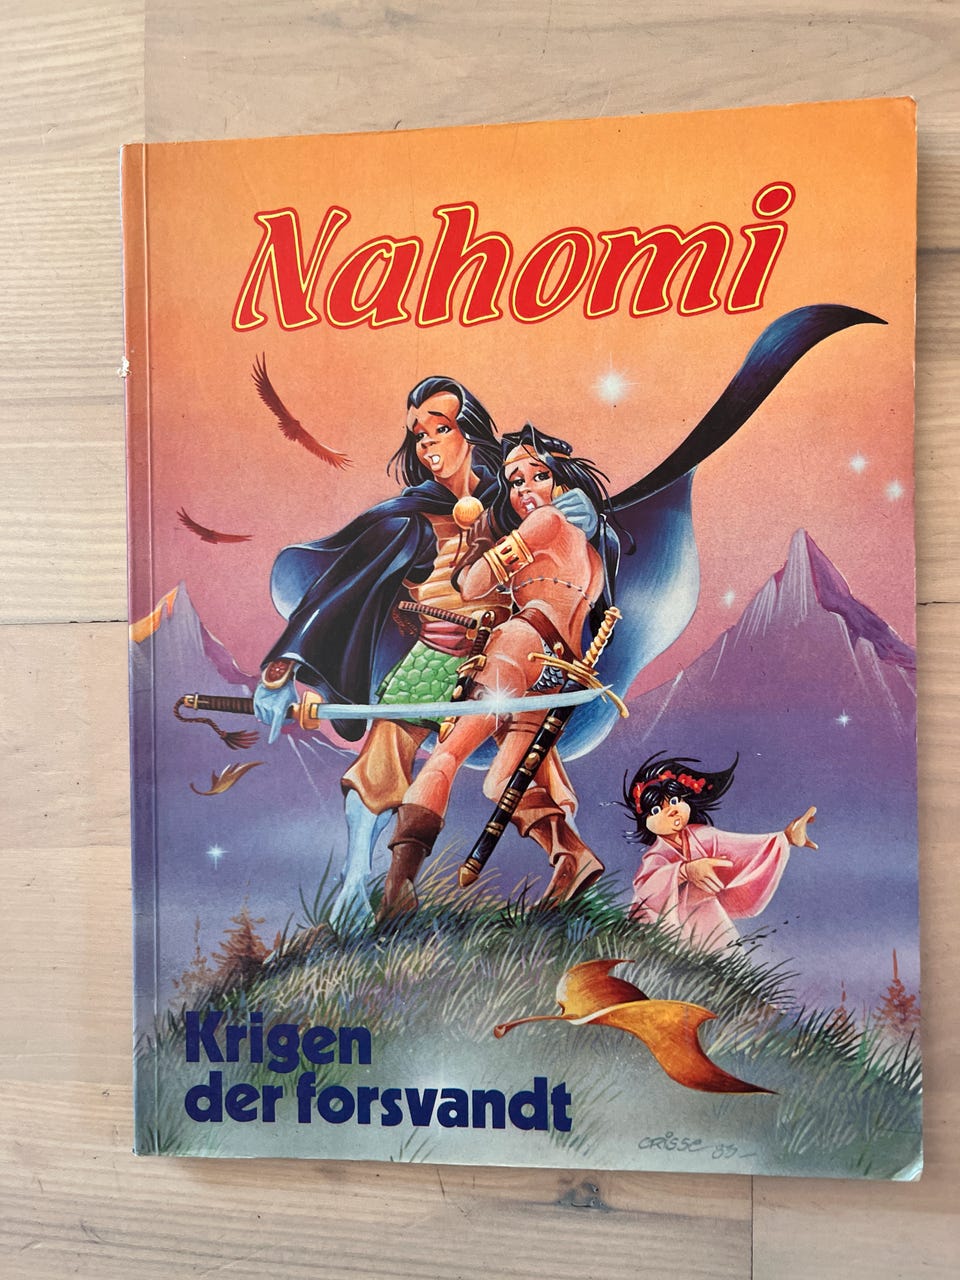 Nahomi
Krigen
der forsvandt
CRISSE 83